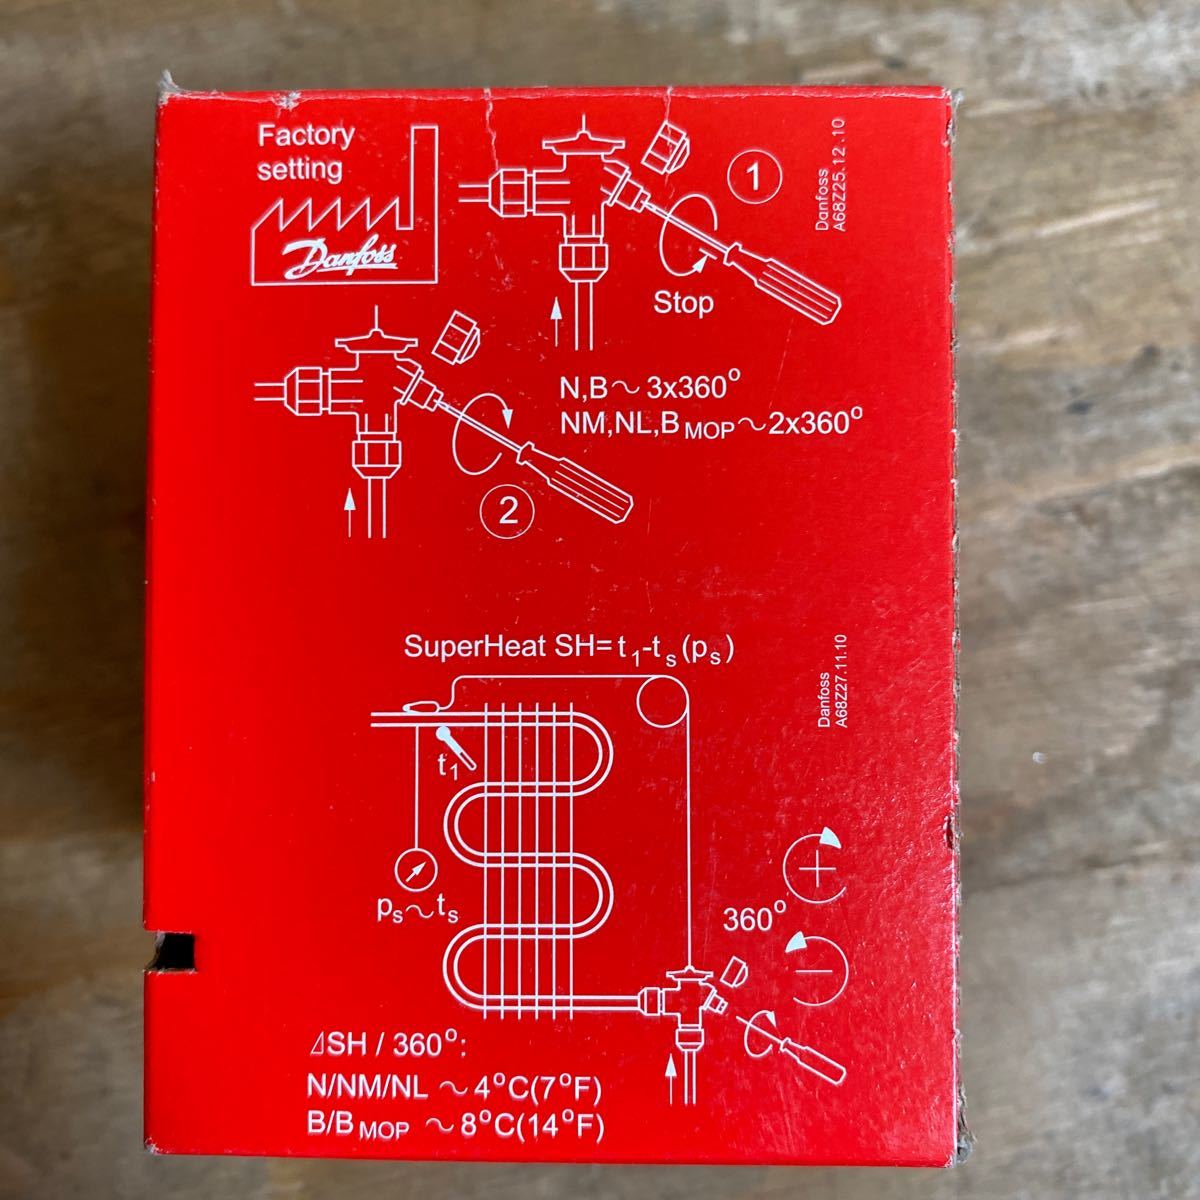 Factory
setting
Danfoss
1
Danfoss
A68Z25.12.10
Stop
N,B~3x360°
NM,NL,B MOP~2x360°
2
SuperHeat SH=t1-ts(ps)
Danfoss
A68Z27.11.10
t1
ps~ts
360°
+
−
⊿SH / 360°:
N/NM/NL ~4°C(7°F)
B/B MOP ~8°C(14°F)